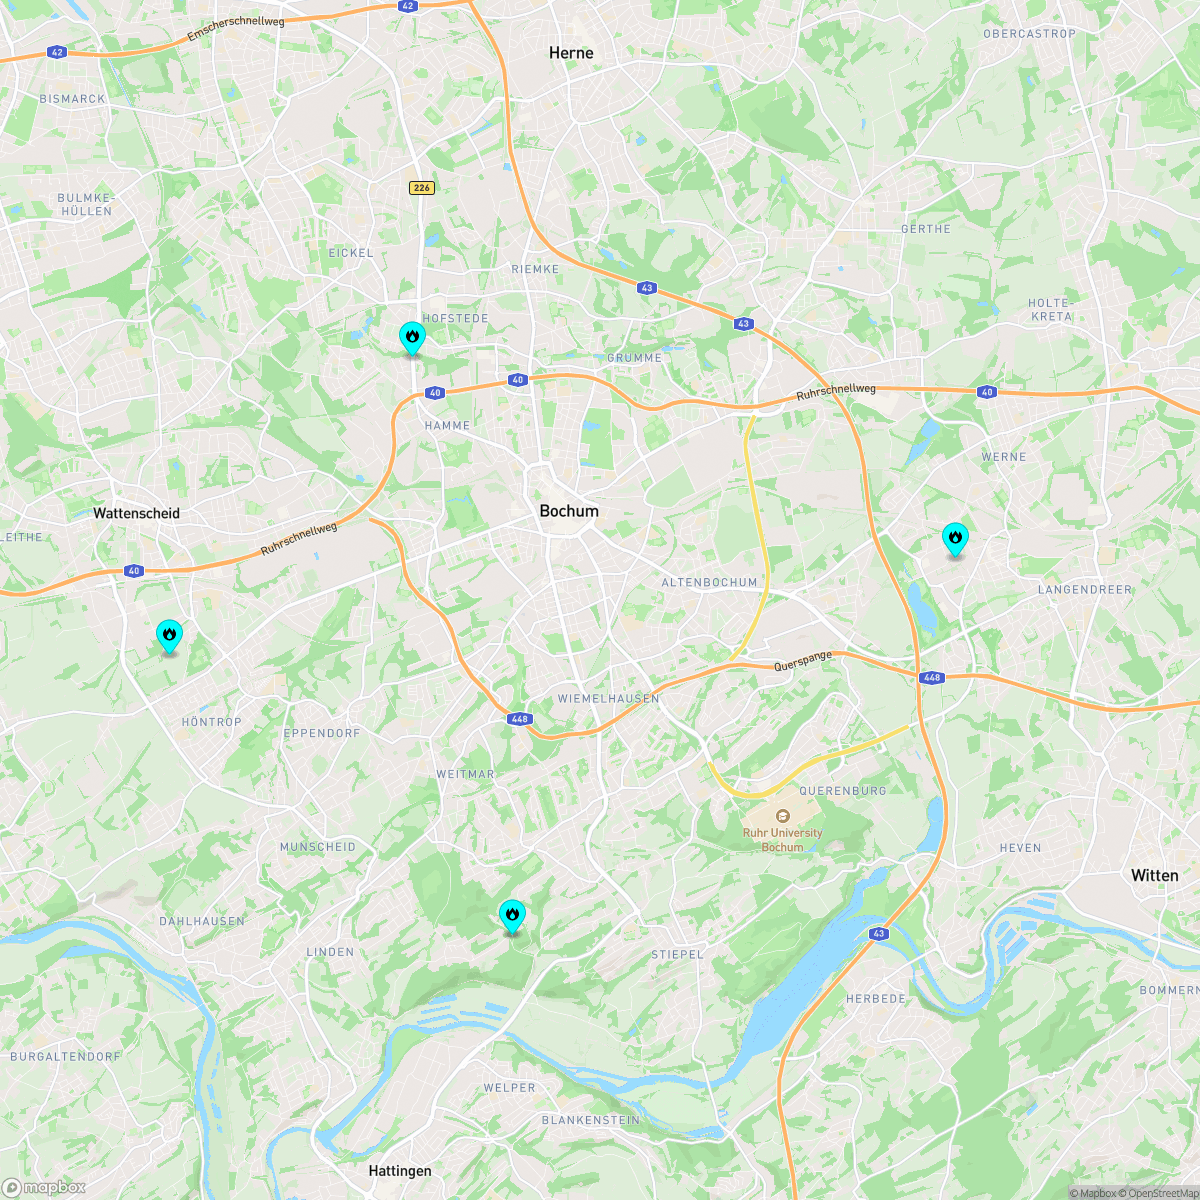 42
Emscherschnellweg
42
Herne
OBERCASTROP
BISMARCK
226
BULMKE-
HÜLLEN
EICKEL
RIEMKE
GERTHE
43
HOFSTEDE
43
HOLTE-
KRETA
GRUMME
40
40
Ruhrschnellweg
40
HAMME
WERNE
Wattenscheid
Bochum
LEITHE
Ruhrschnellweg
40
ALTENBOCHUM
LANGENDREER
Querspange
448
WIEMELHAUSEN
HÖNTROP
448
EPPENDORF
WEITMAR
QUERENBURG
Ruhr University
Bochum
MUNSCHEID
HEVEN
Witten
DAHLHAUSEN
43
LINDEN
STIEPEL
BOMMERN
HERBEDE
BURGALTENDORF
WELPER
BLANKENSTEIN
Hattingen
mapbox
© Mapbox © OpenStreetMap